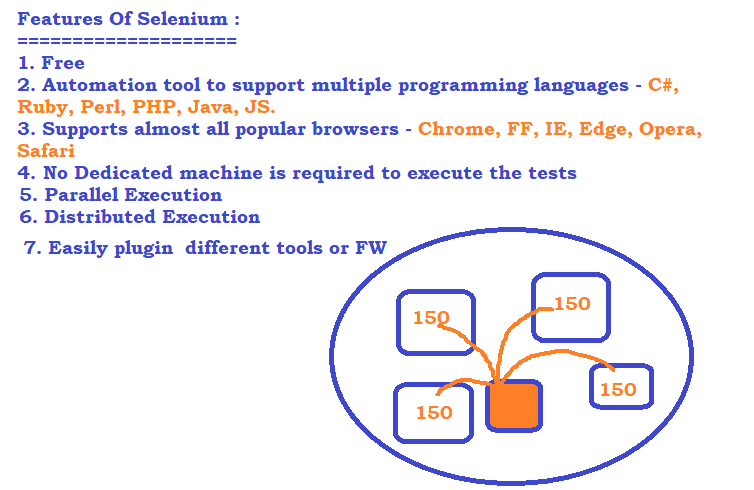 Features Of Selenium :
====================
1. Free
2. Automation tool to support multiple programming languages - C#,
Ruby, Perl, PHP, Java, JS.
3. Supports almost all popular browsers - Chrome, FF, IE, Edge, Opera,
Safari
4. No Dedicated machine is required to execute the tests
5. Parallel Execution
6. Distributed Execution
7. Easily plugin  different tools or FW
150
150
150
150